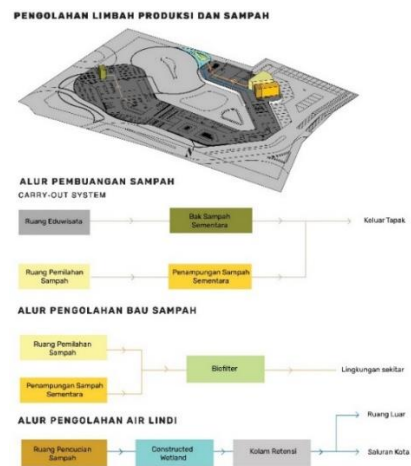 PENGOLAHAN LIMBAH PRODUKSI DAN SAMPAH
ALUR PEMBUANGAN SAMPAH
CARRY-OUT SYSTEM
Ruang Eduwisata
Bak Sampah
Sementara
Keluar Tapak
Ruang Pemilahan
Sampah
Penampungan Sampah
Sementara
ALUR PENGOLAHAN BAU SAMPAH
Ruang Pemilahan
Sampah
Biofilter
Lingkungan sekitar
Penampungan Sampah
Sementara
ALUR PENGOLAHAN AIR LINDI
Ruang Luar
Ruang Pencucian
Sampah
Constructed
Wetland
Kolam Retensi
Saluran Kota